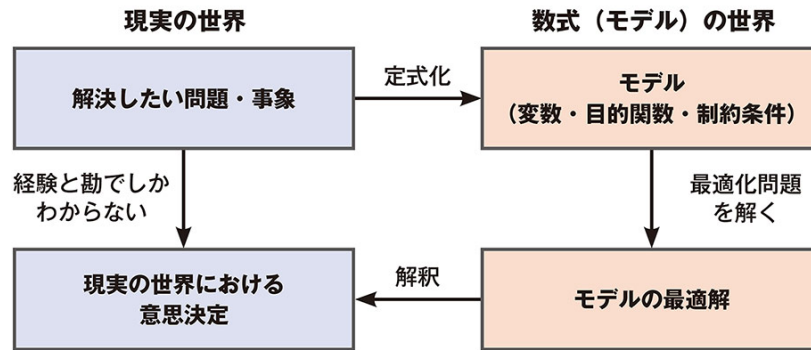 現実の世界
数式（モデル）の世界
解決したい問題・事象
定式化
モデル
（変数・目的関数・制約条件）
経験と勘でしか
わからない
最適化問題
を解く
現実の世界における
意思決定
解釈
モデルの最適解